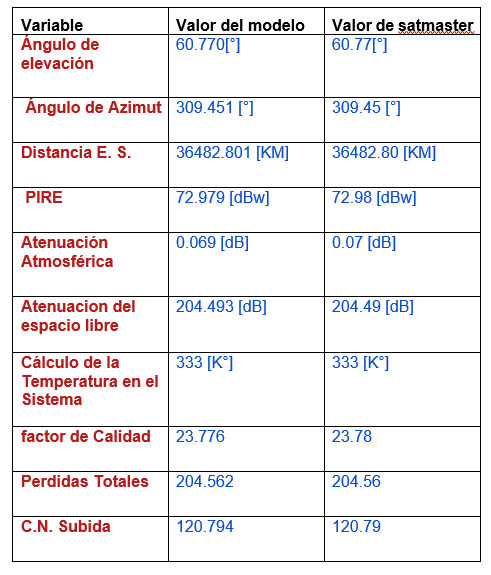 Variable Valor del modelo Valor de satmaster
Ángulo de 60.770[°] 60.77[°]
elevación
Ángulo de Azimut 309.451 [°] 309.45 [°]
Distancia E. S. 36482.801 [KM] 36482.80 [KM]
PIRE 72.979 [dBw] 72.98 [dBw]
Atenuación 0.069 [dB] 0.07 [dB]
Atmosférica
Atenuacion del 204.493 [dB] 204.49 [dB]
espacio libre
Cálculo de la 333 [K°] 333 [K°]
Temperatura en el
Sistema
factor de Calidad 23.776 23.78
Perdidas Totales 204.562 204.56
C.N. Subida 120.794 120.79